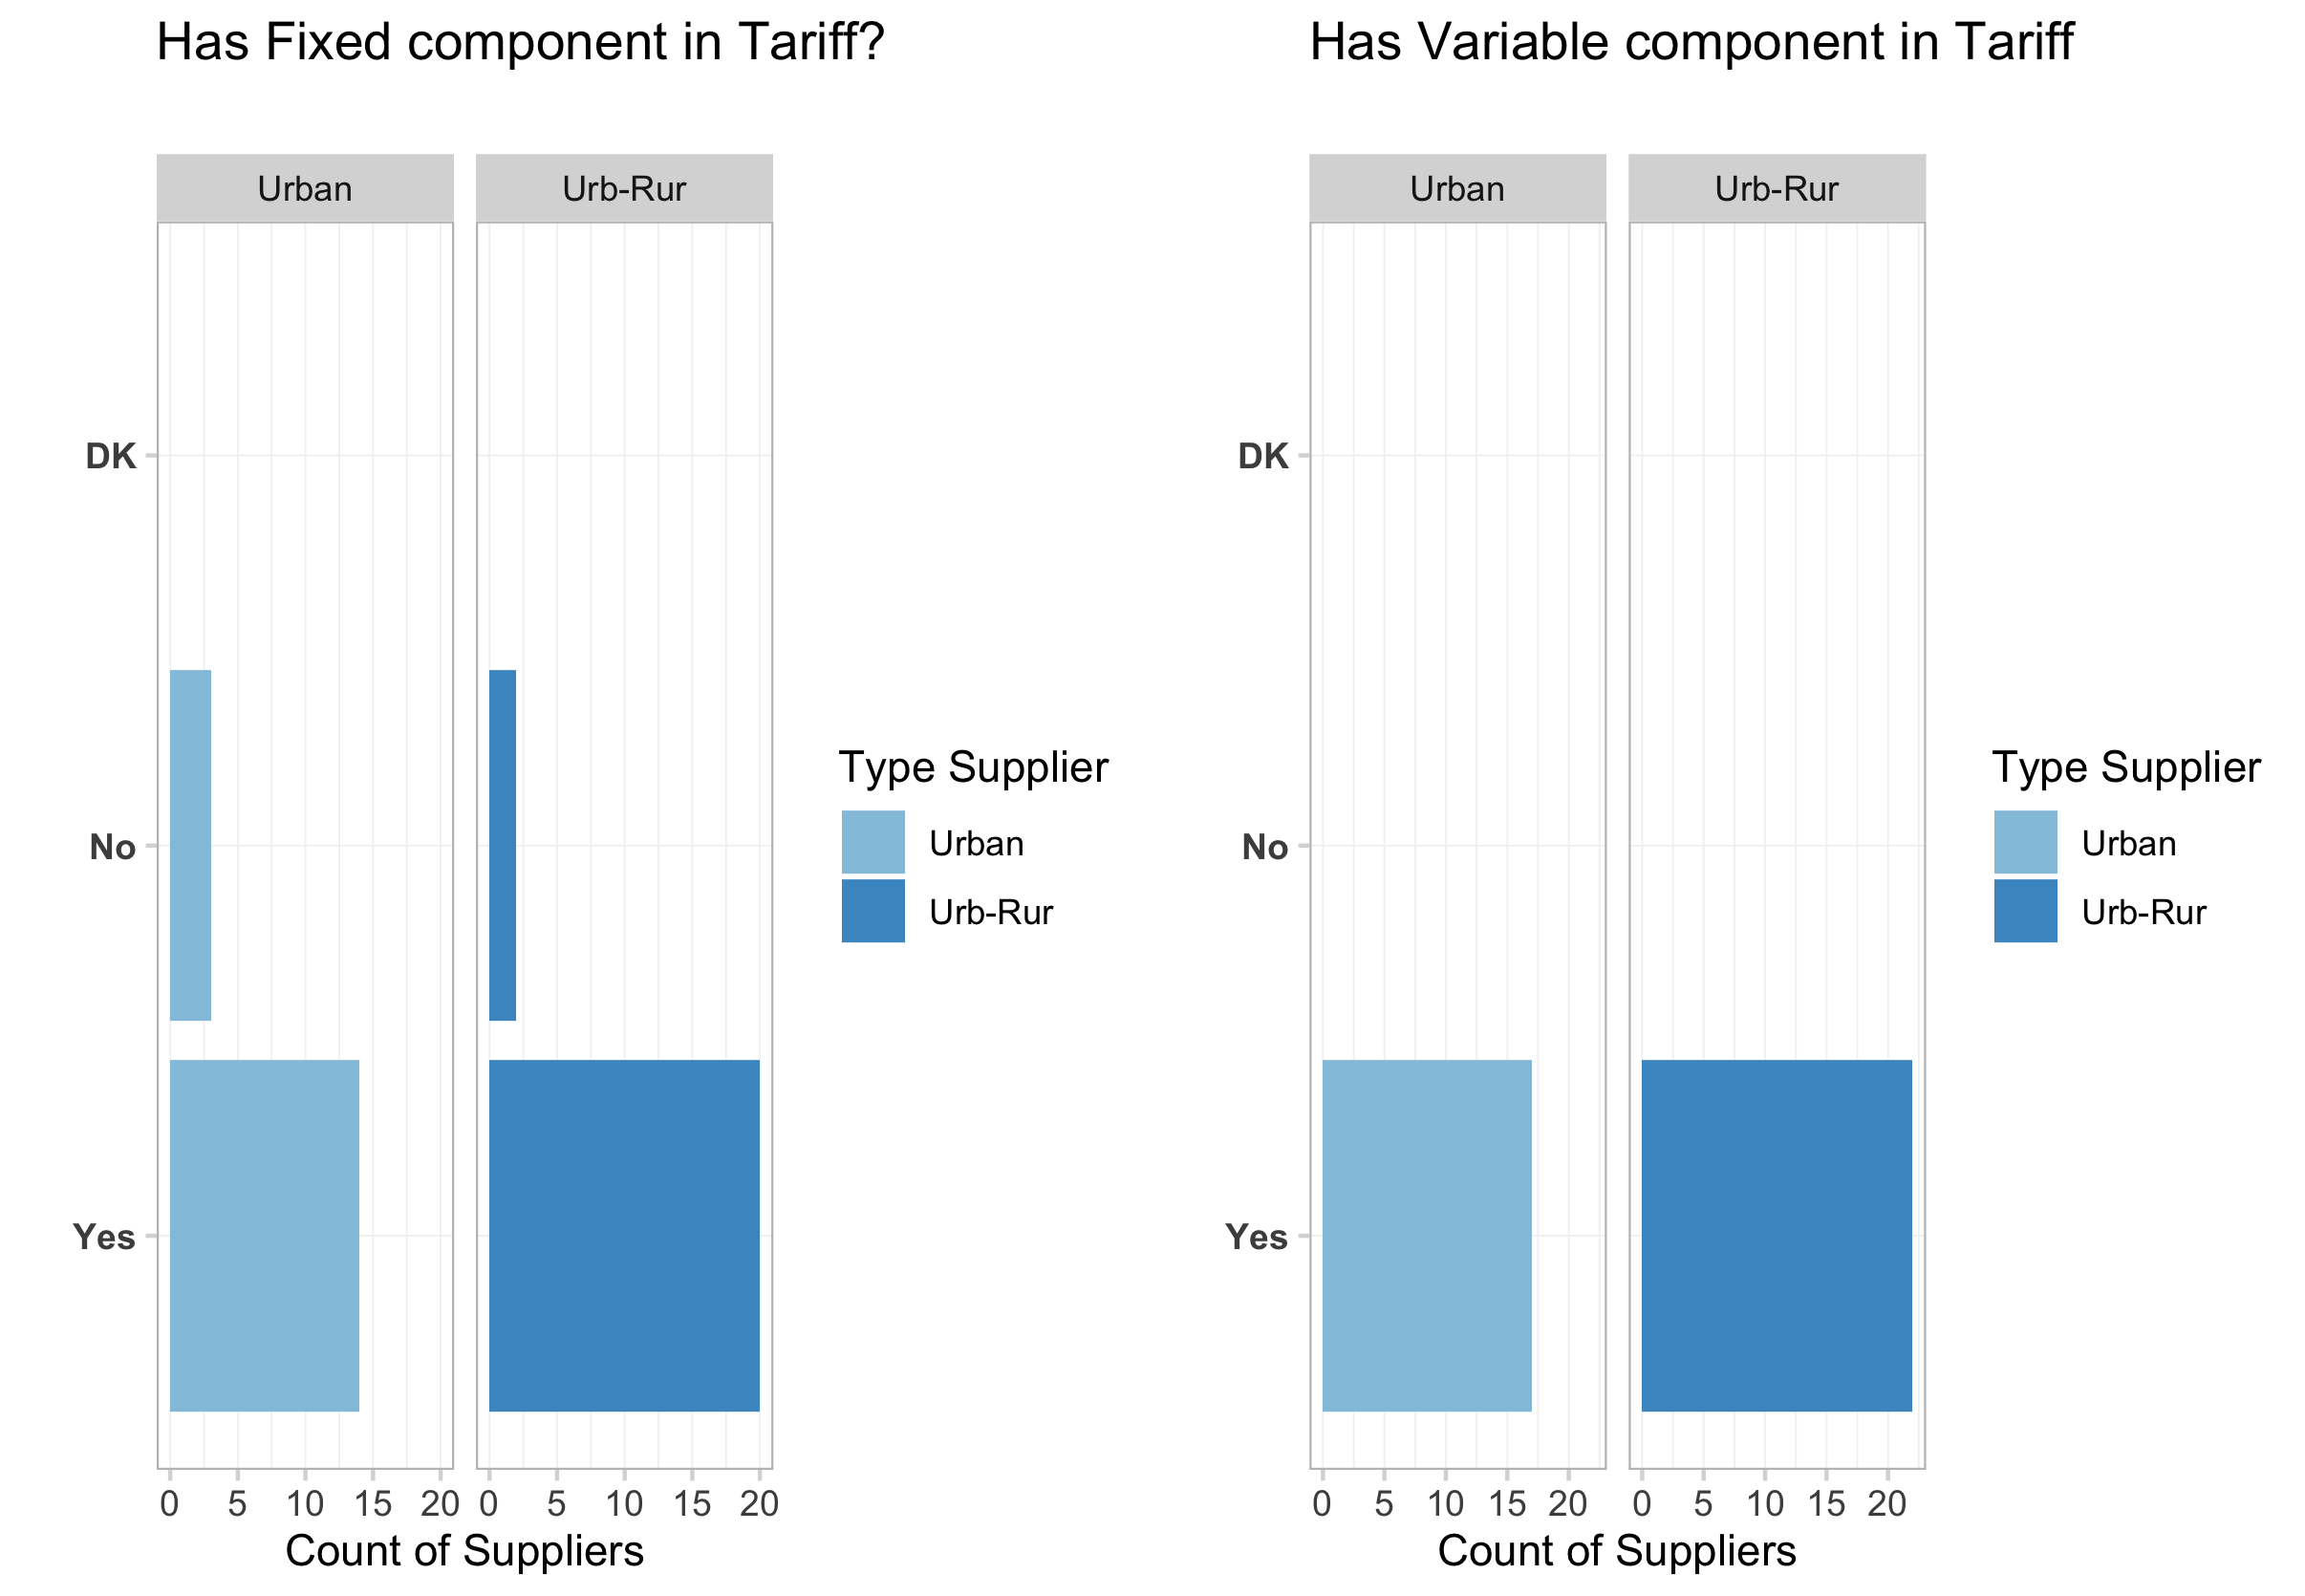 Has Fixed component in Tariff?
Urban Urb-Rur
DK
No
Yes
0 5 10 15 20 0 5 10 15 20
Count of Suppliers
Type Supplier
Urban
Urb-Rur
Has Variable component in Tariff
Urban Urb-Rur
DK
No
Yes
0 5 10 15 20 0 5 10 15 20
Count of Suppliers
Type Supplier
Urban
Urb-Rur